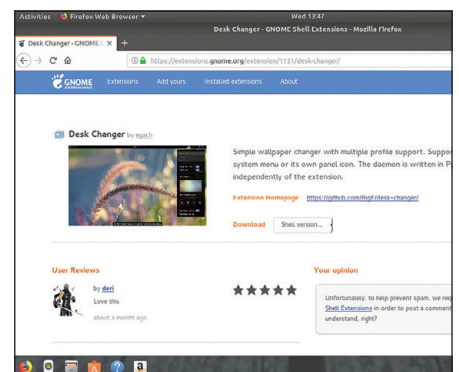 Activities Firefox Web Browser ▾ Wed 13:47
Desk Changer - GNOME Shell Extensions - Mozilla Firefox
Desk Changer - GNOME S × +
https://extensions.gnome.org/extension/1131/desk-changer/
GNOME EXTENSIONS Extensions Add yours Installed extensions About
Desk Changer by egach
Simple wallpaper changer with multiple profile support. Suppo
system menu or its own panel icon. The daemon is written in P
independently of the extension.
Extension Homepage
Download Shell version...
User Reviews Your opinion
by deri
Love this
about a month ago
Unfortunately, to help prevent spam, we req
Shell Extensions in order to post a comment
understand, right?